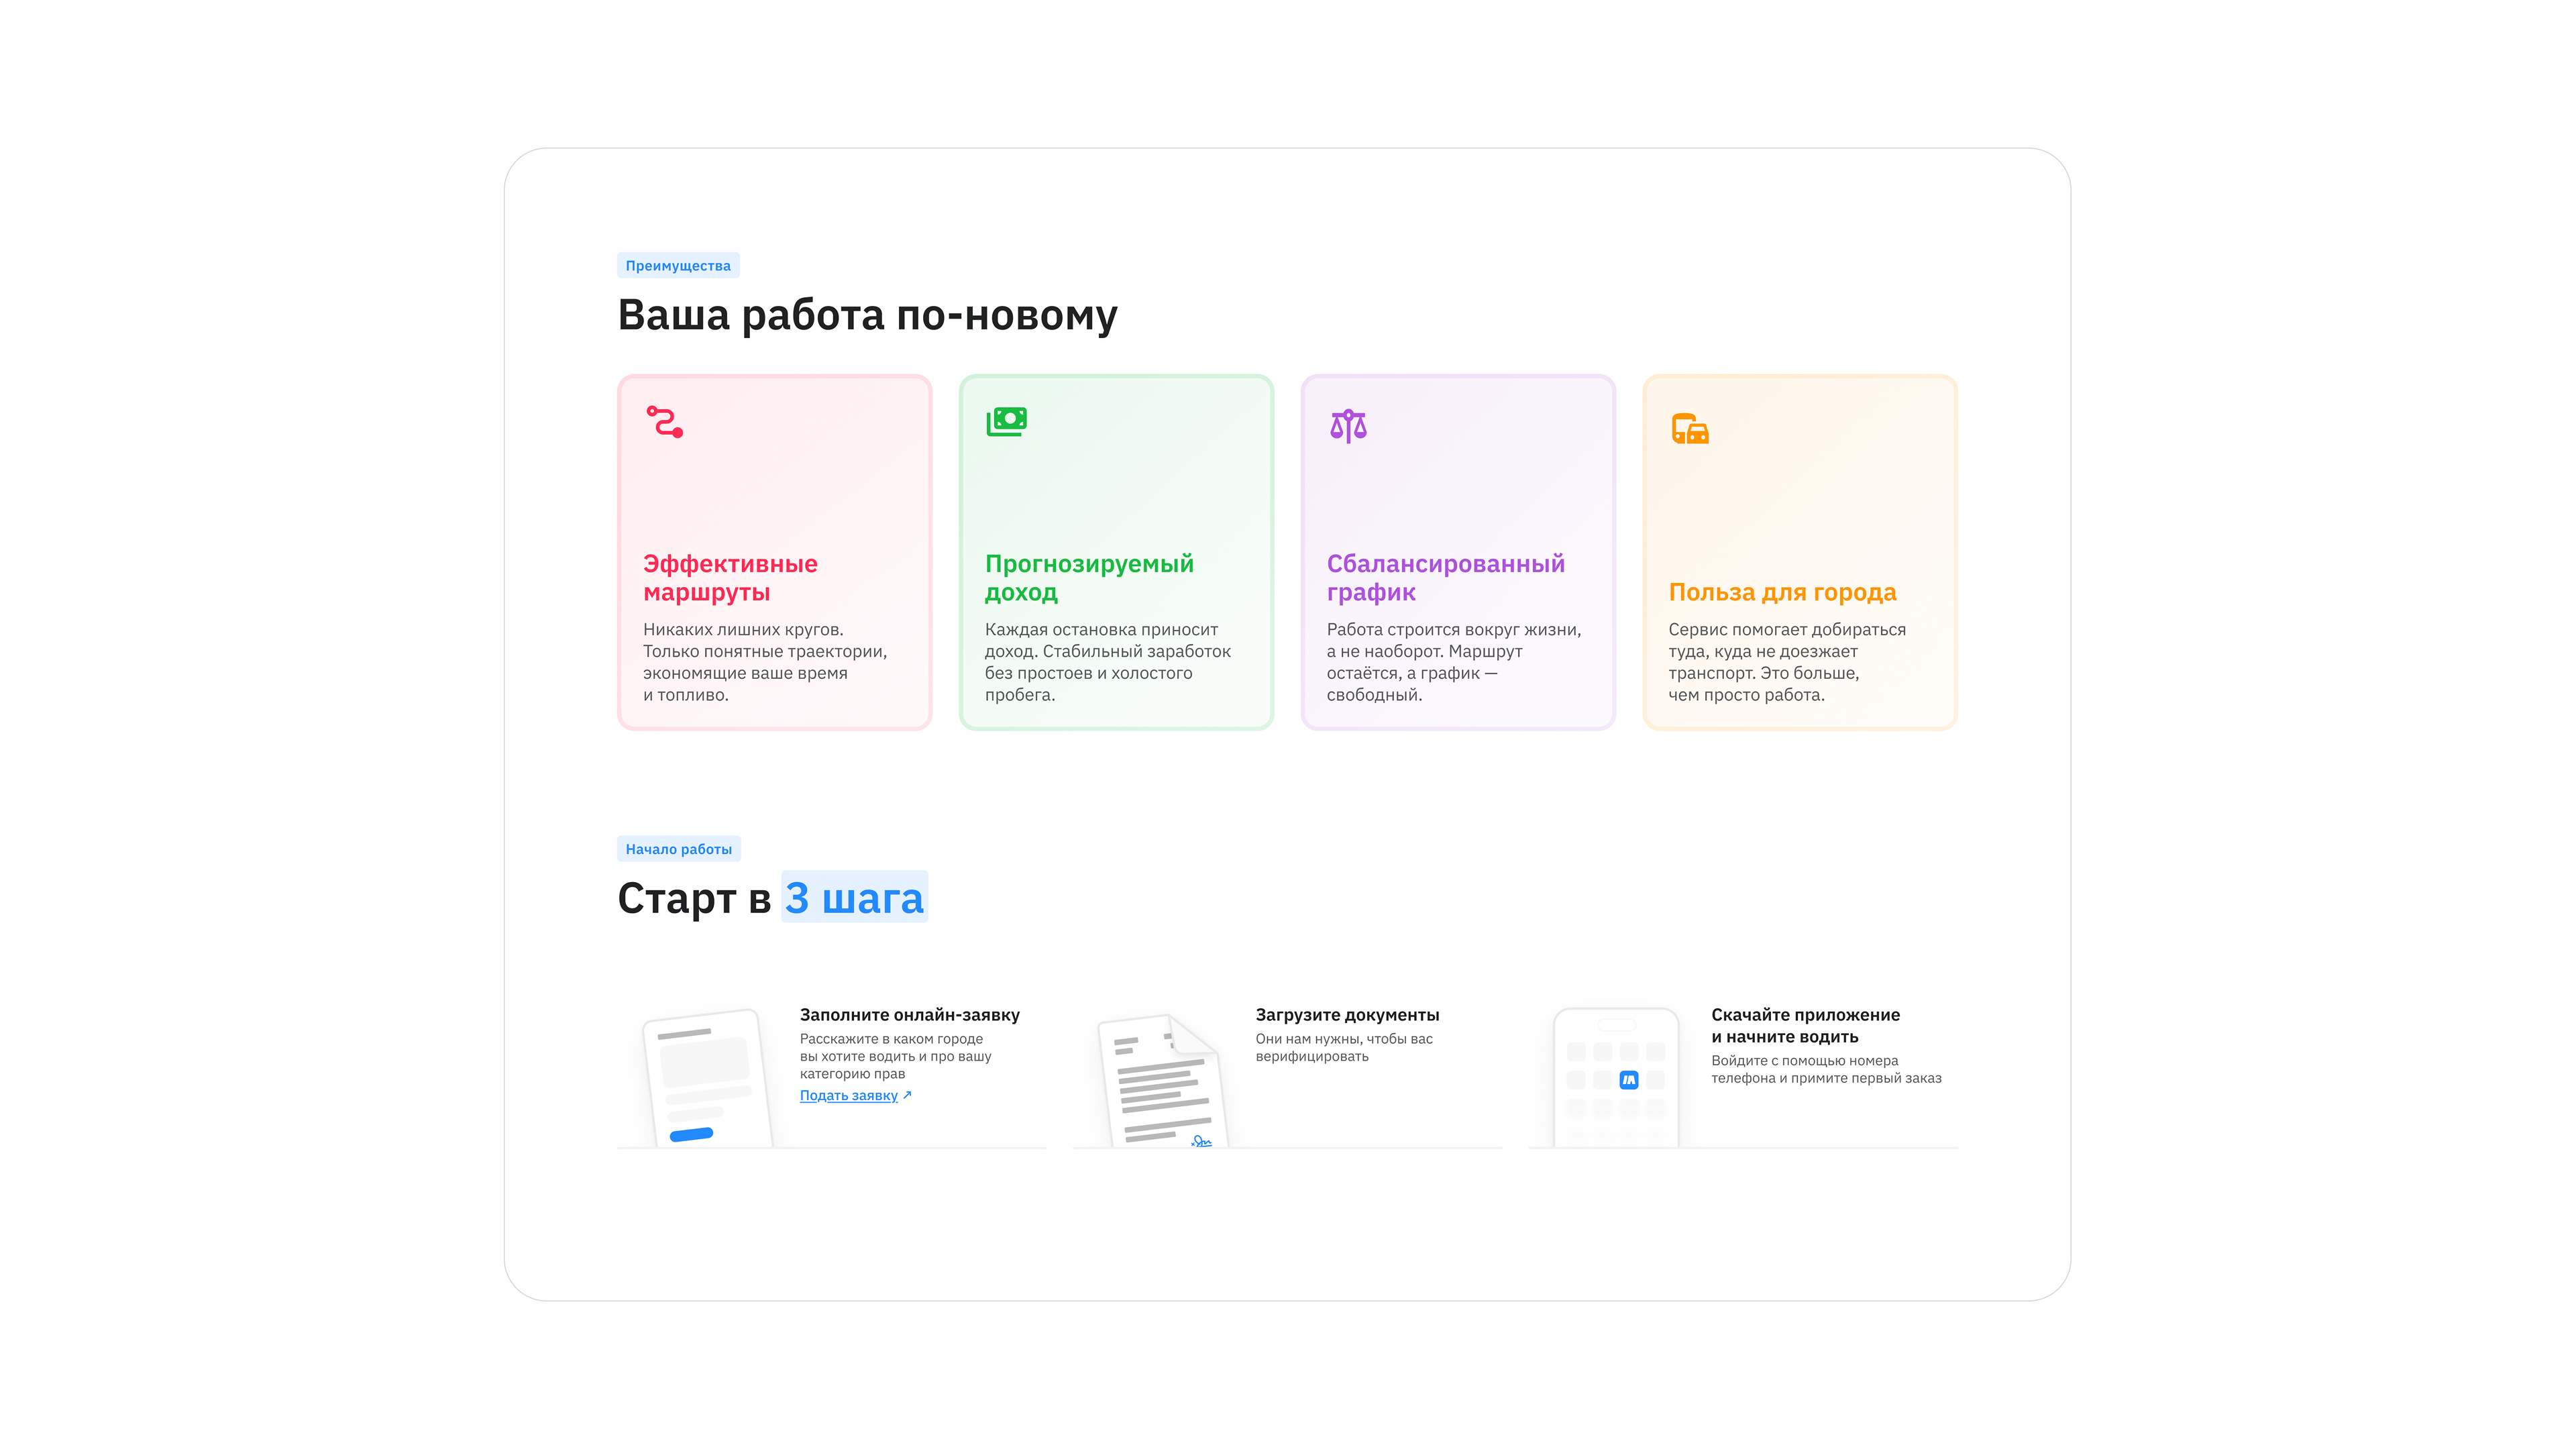 Преимущества
Ваша работа по-новому
Эффективные
маршруты
Никаких лишних кругов.
Только понятные траектории,
экономящие ваше время
и топливо.
Прогнозируемый
доход
Каждая остановка приносит
доход. Стабильный заработок
без простоев и холостого
пробега.
Сбалансированный
график
Работа строится вокруг жизни,
а не наоборот. Маршрут
остаётся, а график —
свободный.
Польза для города
Сервис помогает добираться
туда, куда не доезжает
транспорт. Это больше,
чем просто работа.
Начало работы
Старт в 3 шага
Заполните онлайн-заявку
Расскажите в каком городе
вы хотите водить и про вашу
категорию прав
Подать заявку ↗
Загрузите документы
Они нам нужны, чтобы вас
верифицировать
Скачайте приложение
и начните водить
Войдите с помощью номера
телефона и примите первый заказ